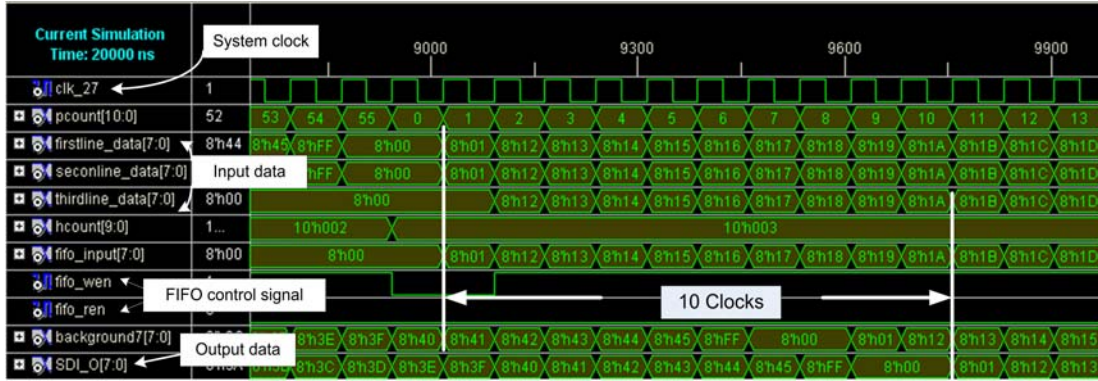 Current Simulation
Time: 20000 ns
System clock
9000 9300 9600 9900
clk_27 1
pcount[10:0] 52 53 54 55 0 1 2 3 4 5 6 7 8 9 10 11 12 13
firstline_data[7:0] 8'h44 8'h45 8'hFF 8'h00 8'h01 8'h12 8'h13 8'h14 8'h15 8'h16 8'h17 8'h18 8'h19 8'h1A 8'h1B 8'h1C 8'h1D
seconline_data[7:0] Input data hFF 8'h00 8'h01 8'h12 8'h13 8'h14 8'h15 8'h16 8'h17 8'h18 8'h19 8'h1A 8'h1B 8'h1C 8'h1D
thirdline_data[7:0] 8'h00 8'h00 8'h12 8'h13 8'h14 8'h15 8'h16 8'h17 8'h18 8'h19 8'h1A 8'h1B 8'h1C 8'h1D
hcount[9:0] 1... 10'h002 10'h003
fifo_input[7:0] 8'h00 8'h00 8'h01 8'h12 8'h13 8'h14 8'h15 8'h16 8'h17 8'h18 8'h19 8'h1A 8'h1B 8'h1C 8'h1D
fifo_wen
FIFO control signal 10 Clocks
fifo_ren
background7[7:0] 8'h3E 8'h3F 8'h40 8'h41 8'h42 8'h43 8'h44 8'h45 8'hFF 8'h00 8'h01 8'h12 8'h13 8'h14 8'h15
Output data
SDI_O[7:0] 8'h3C 8'h3D 8'h3E 8'h3F 8'h40 8'h41 8'h42 8'h43 8'h44 8'h45 8'hFF 8'h00 8'h01 8'h12 8'h13